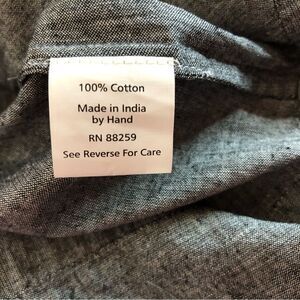 100% Cotton
Made in India
by Hand
RN 88259
See Reverse For Care